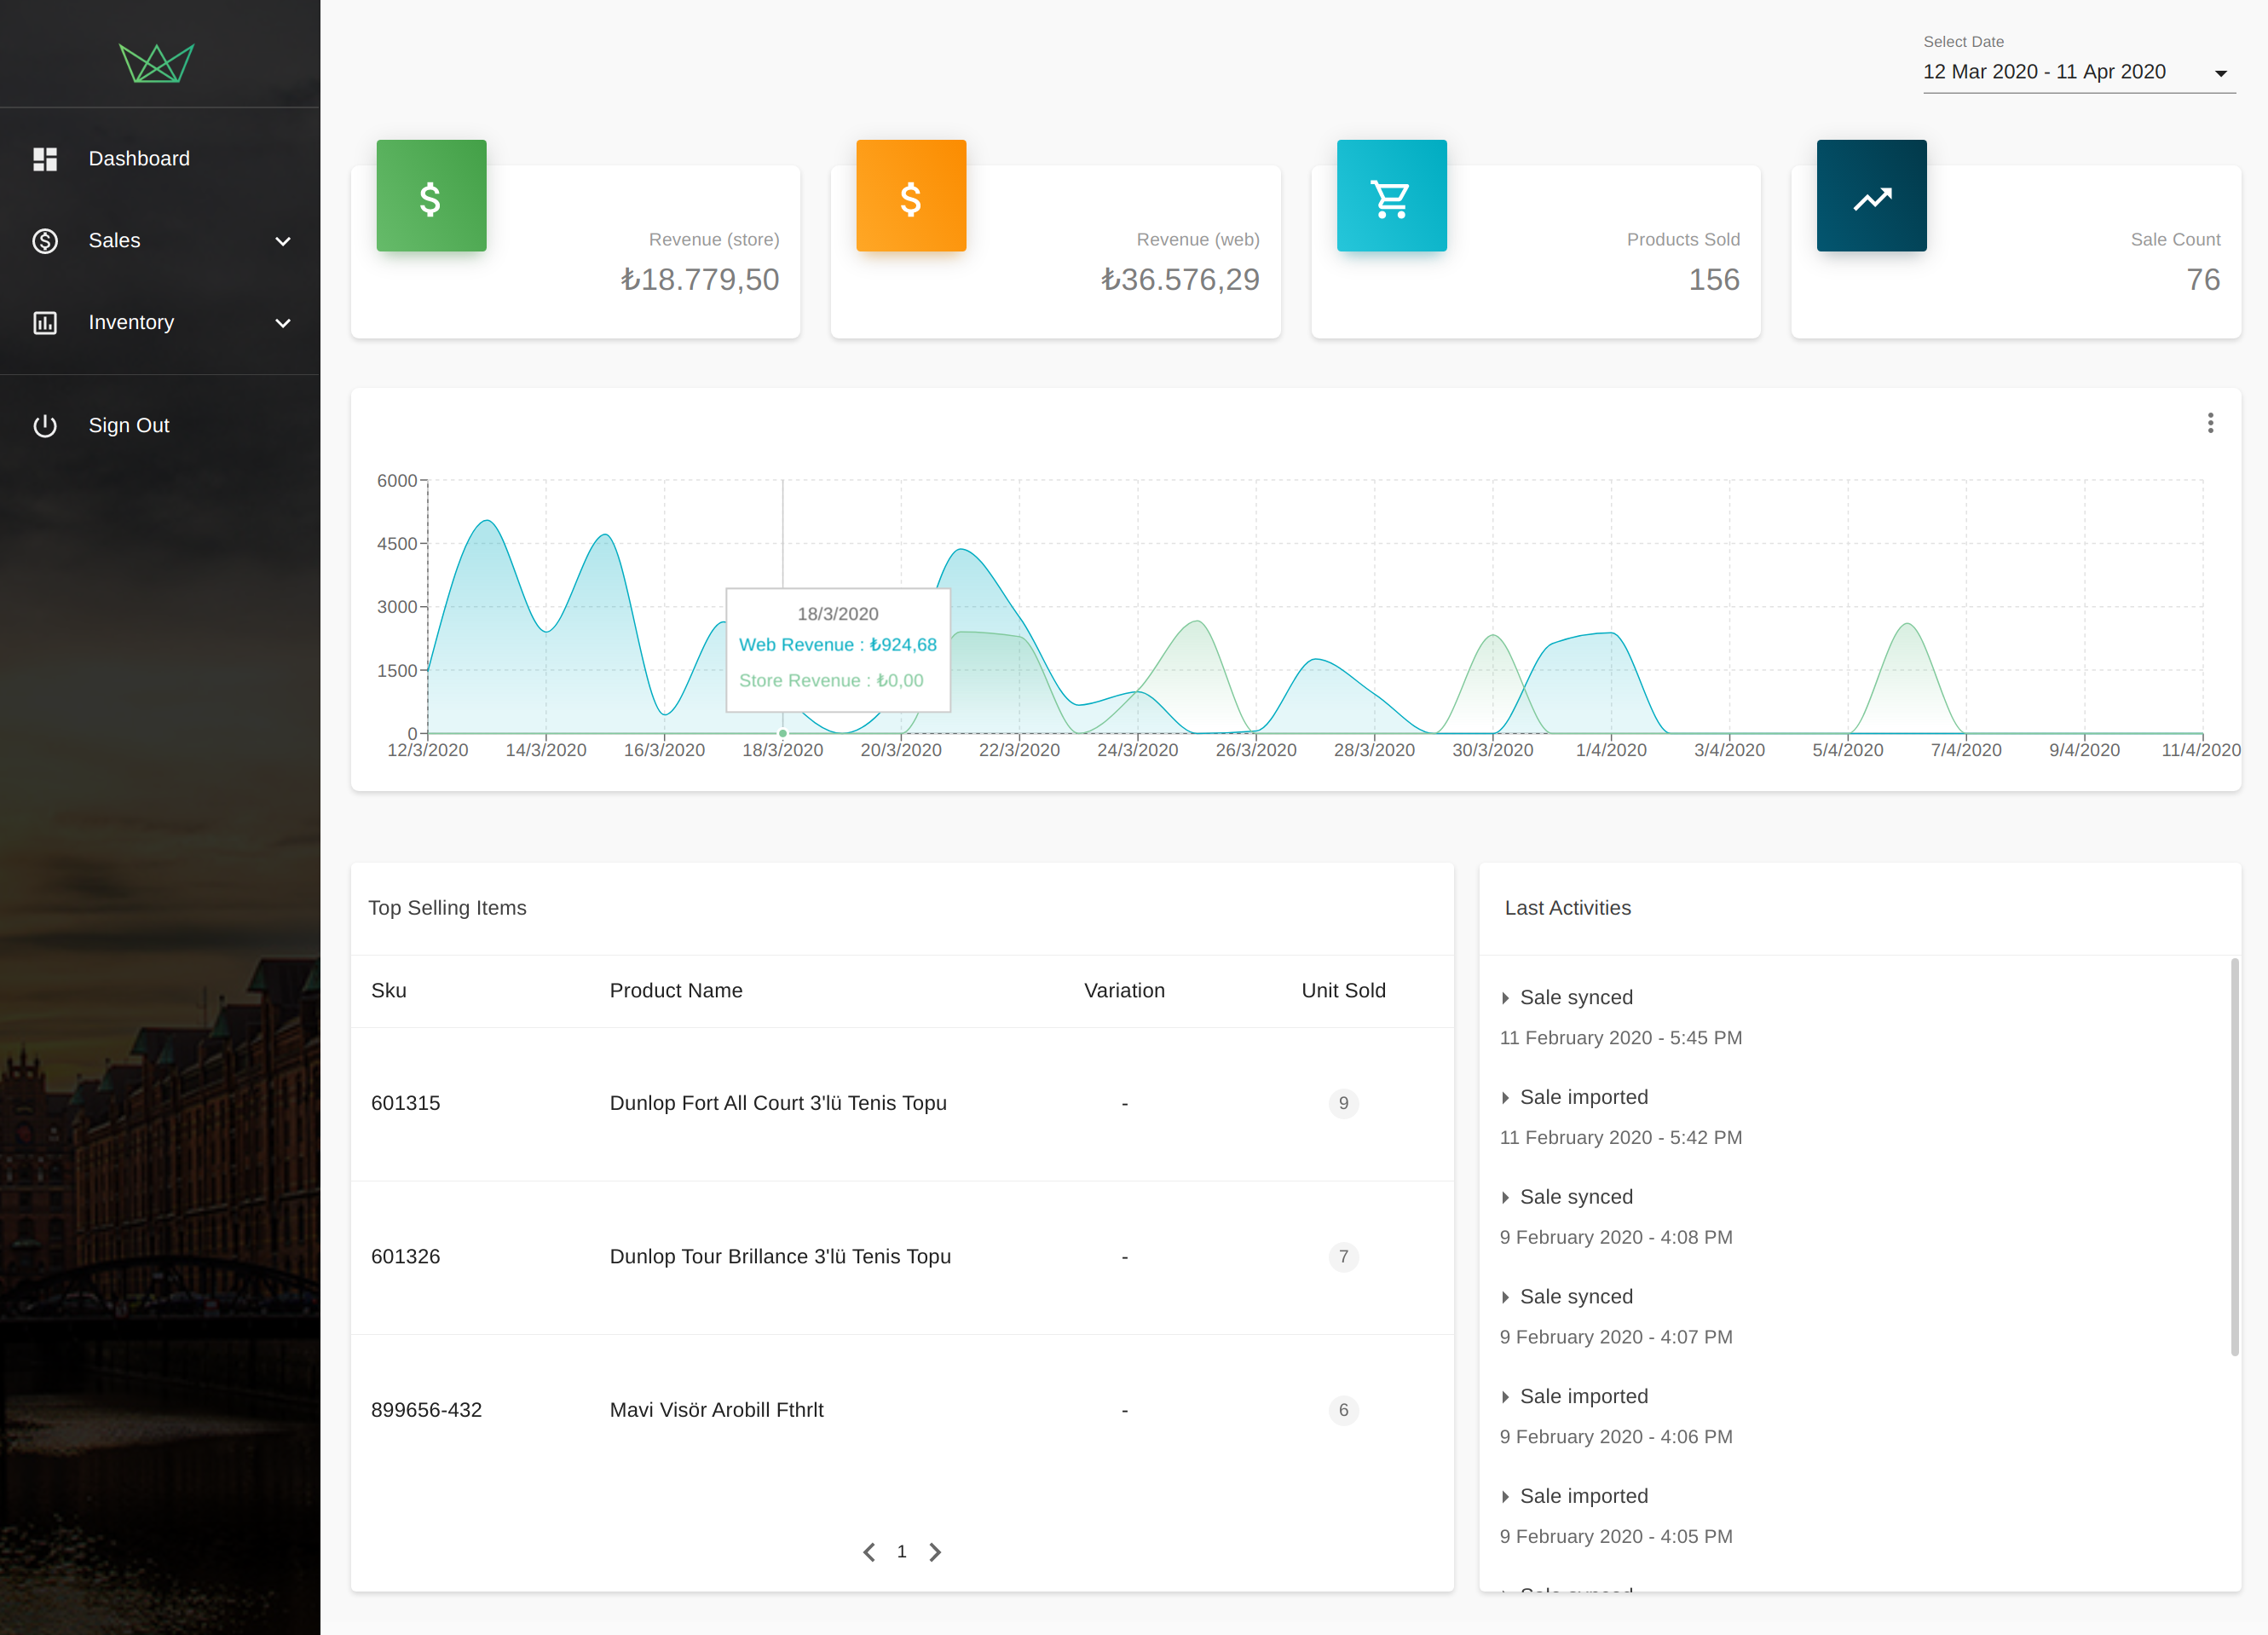 Select Date
12 Mar 2020 - 11 Apr 2020
Dashboard
Sales
Inventory
Sign Out
Revenue (store)
₺18.779,50
Revenue (web)
₺36.576,29
Products Sold
156
Sale Count
76
6000
4500
3000
1500
0
18/3/2020
Web Revenue : ₺924,68
Store Revenue : ₺0,00
12/3/2020 14/3/2020 16/3/2020 18/3/2020 20/3/2020 22/3/2020 24/3/2020 26/3/2020 28/3/2020 30/3/2020 1/4/2020 3/4/2020 5/4/2020 7/4/2020 9/4/2020 11/4/2020
Top Selling Items
Sku Product Name Variation Unit Sold
601315 Dunlop Fort All Court 3'lü Tenis Topu - 9
601326 Dunlop Tour Brillance 3'lü Tenis Topu - 7
899656-432 Mavi Visör Arobill Fthrlt - 6
1
Last Activities
Sale synced
11 February 2020 - 5:45 PM
Sale imported
11 February 2020 - 5:42 PM
Sale synced
9 February 2020 - 4:08 PM
Sale synced
9 February 2020 - 4:07 PM
Sale imported
9 February 2020 - 4:06 PM
Sale imported
9 February 2020 - 4:05 PM